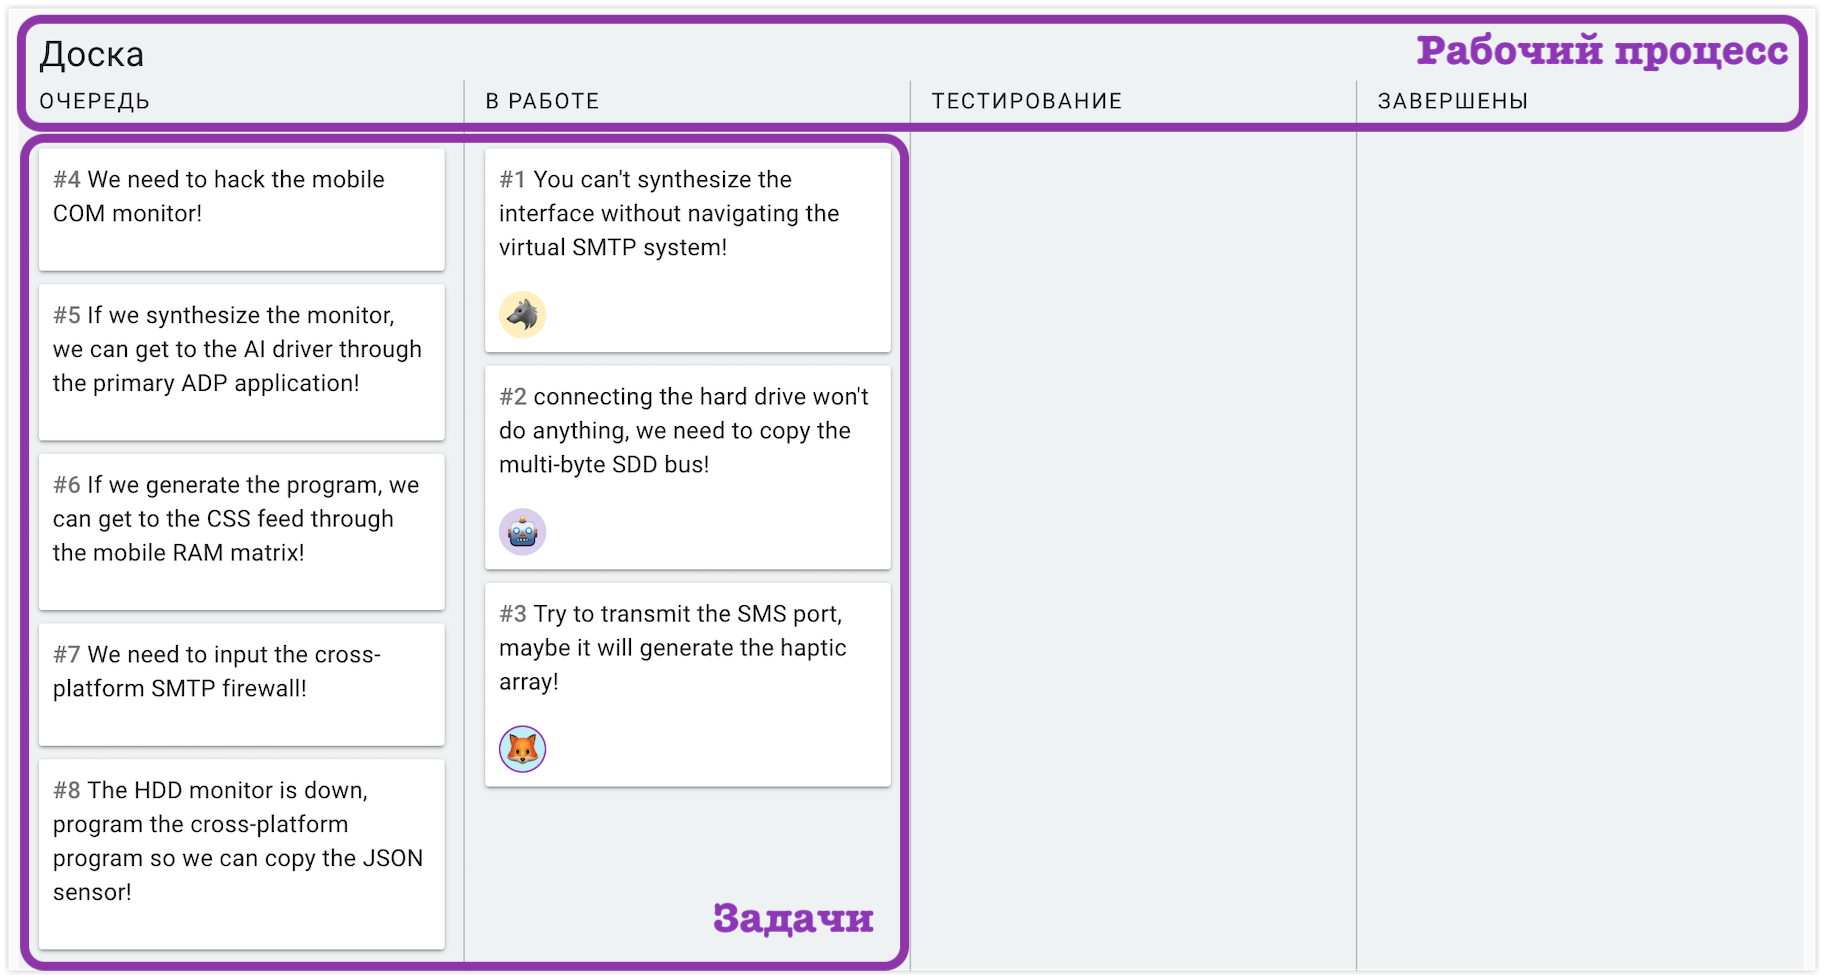 Доска
Рабочий процесс
ОЧЕРЕДЬ
В РАБОТЕ
ТЕСТИРОВАНИЕ
ЗАВЕРШЕНЫ
#4 We need to hack the mobile
COM monitor!
#5 If we synthesize the monitor,
we can get to the AI driver through
the primary ADP application!
#6 If we generate the program, we
can get to the CSS feed through
the mobile RAM matrix!
#7 We need to input the cross-
platform SMTP firewall!
#8 The HDD monitor is down,
program the cross-platform
program so we can copy the JSON
sensor!
#1 You can't synthesize the
interface without navigating the
virtual SMTP system!
#2 connecting the hard drive won't
do anything, we need to copy the
multi-byte SDD bus!
#3 Try to transmit the SMS port,
maybe it will generate the haptic
array!
Задачи